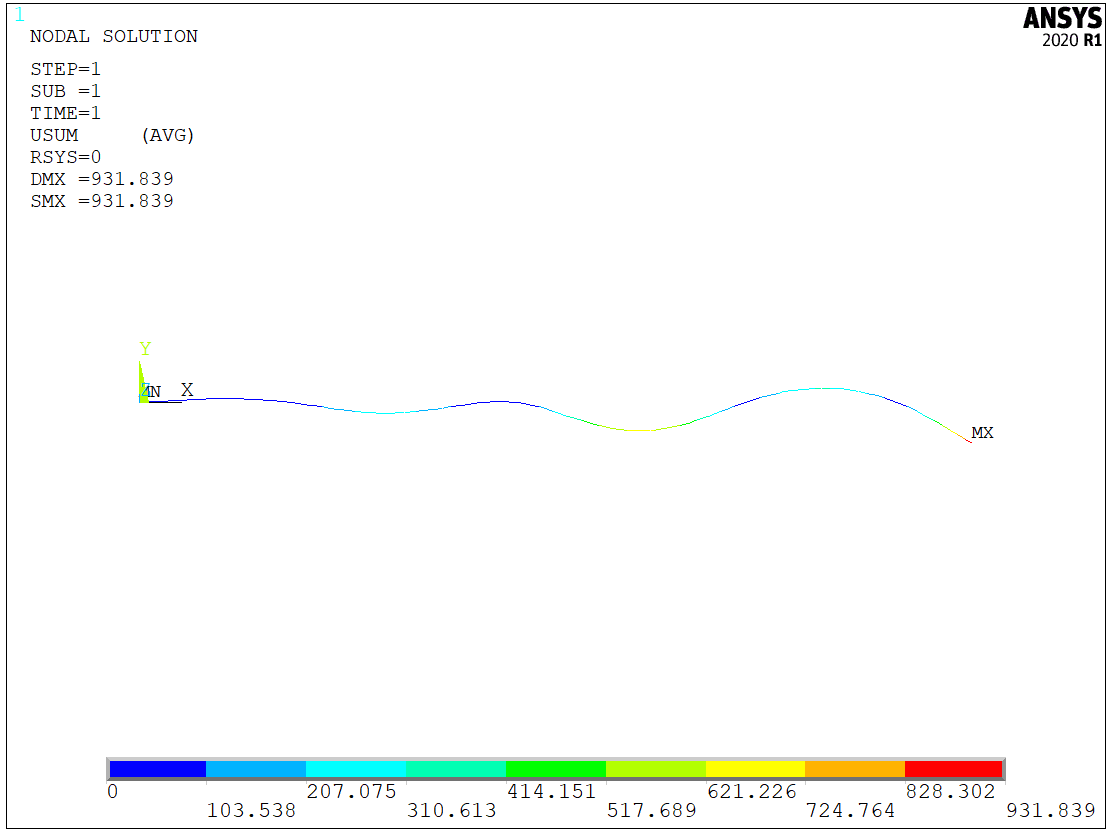 1
ANSYS
2020 R1
NODAL SOLUTION
STEP=1
SUB =1
TIME=1
USUM (AVG)
RSYS=0
DMX =931.839
SMX =931.839
Y
Z
MN
X
MX
0 207.075 414.151 621.226 828.302
103.538 310.613 517.689 724.764 931.839